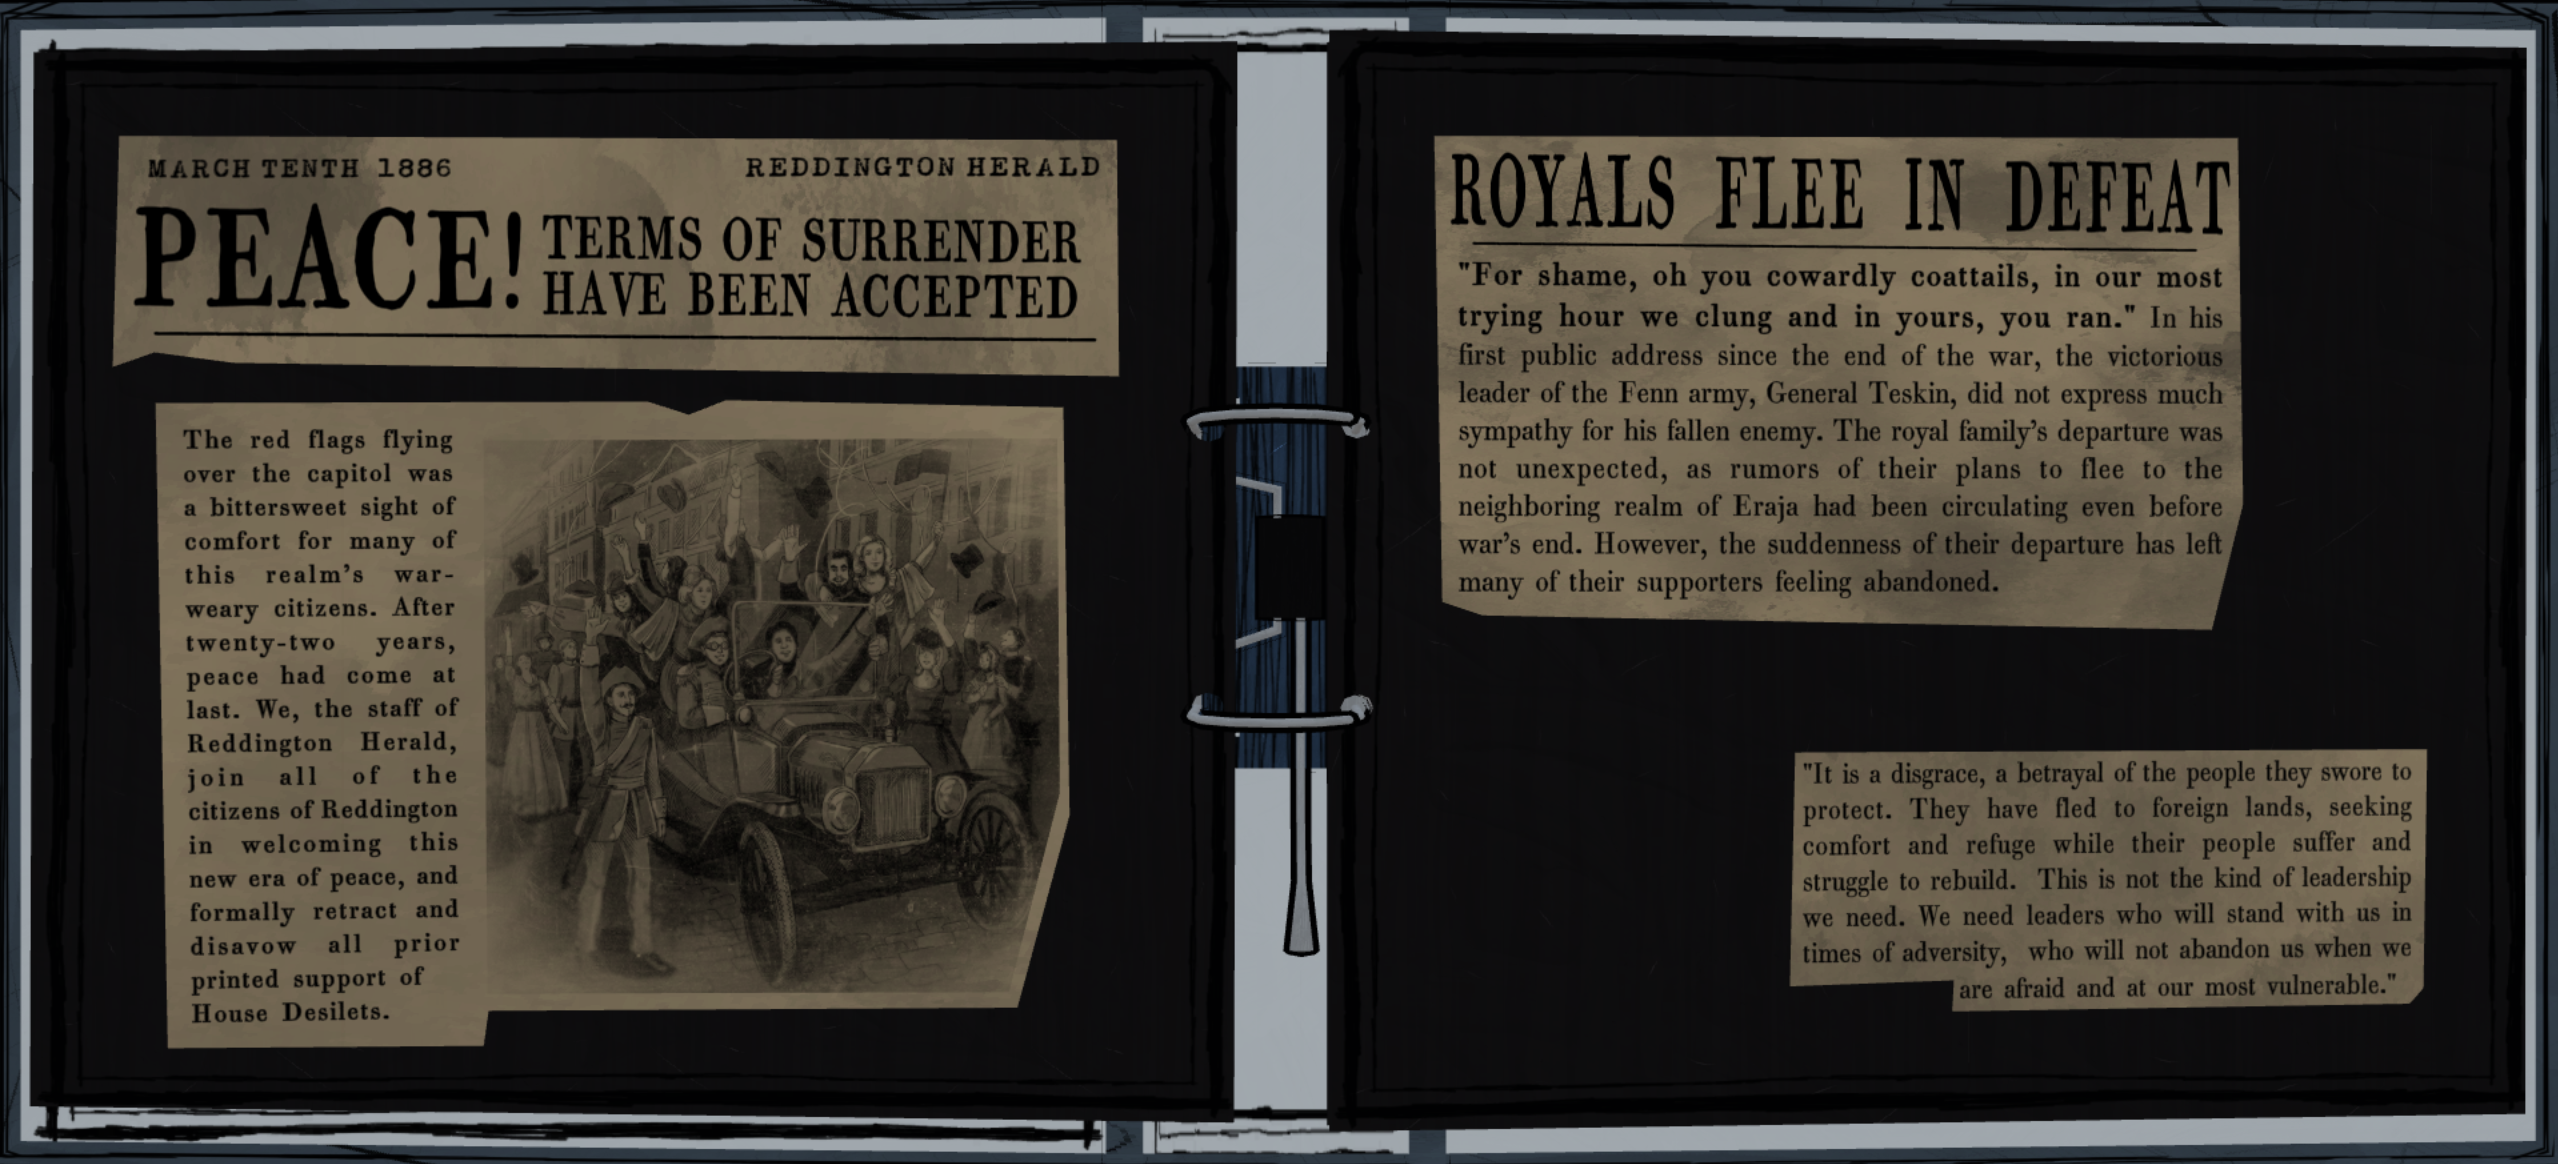 MARCH TENTH 1886
REDDINGTON HERALD
PEACE! TERMS OF SURRENDER
HAVE BEEN ACCEPTED
The red flags flying
over the capitol was
a bittersweet sight of
comfort for many of
this realm's war-
weary citizens. After
twenty-two years,
peace had come at
last. We, the staff of
Reddington Herald,
join all of the
citizens of Reddington
in welcoming this
new era of peace, and
formally retract and
disavow all prior
printed support of
House Desilets.
ROYALS FLEE IN DEFEAT
"For shame, oh you cowardly coattails, in our most
trying hour we clung and in yours, you ran." In his
first public address since the end of the war, the victorious
leader of the Fenn army, General Teskin, did not express much
sympathy for his fallen enemy. The royal family's departure was
not unexpected, as rumors of their plans to flee to the
neighboring realm of Eraja had been circulating even before
war's end. However, the suddenness of their departure has left
many of their supporters feeling abandoned.
"It is a disgrace, a betrayal of the people they swore to
protect. They have fled to foreign lands, seeking
comfort and refuge while their people suffer and
struggle to rebuild. This is not the kind of leadership
we need. We need leaders who will stand with us in
times of adversity, who will not abandon us when we
are afraid and at our most vulnerable."